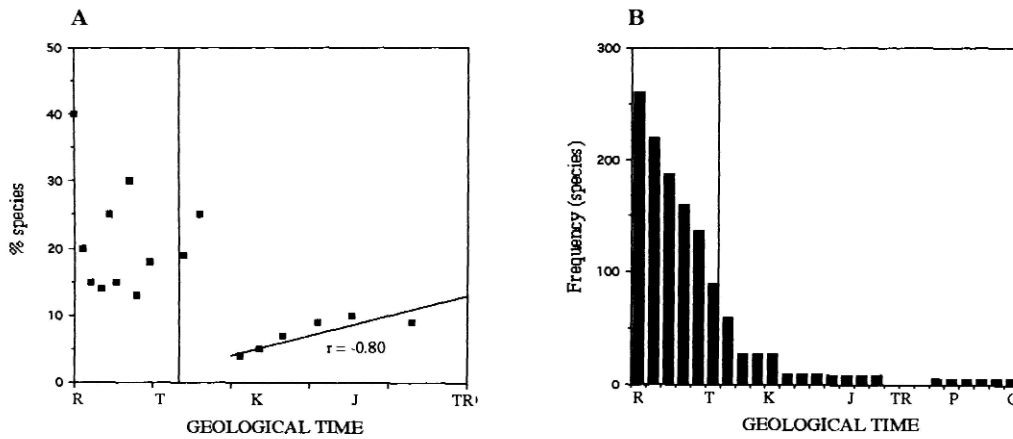 A
50
40
30
20
10
0
% species
r = -0.80
R T K J TR
GEOLOGICAL TIME
B
300
200
100
0
Frequency (species)
R T K J TR P C
GEOLOGICAL TIME